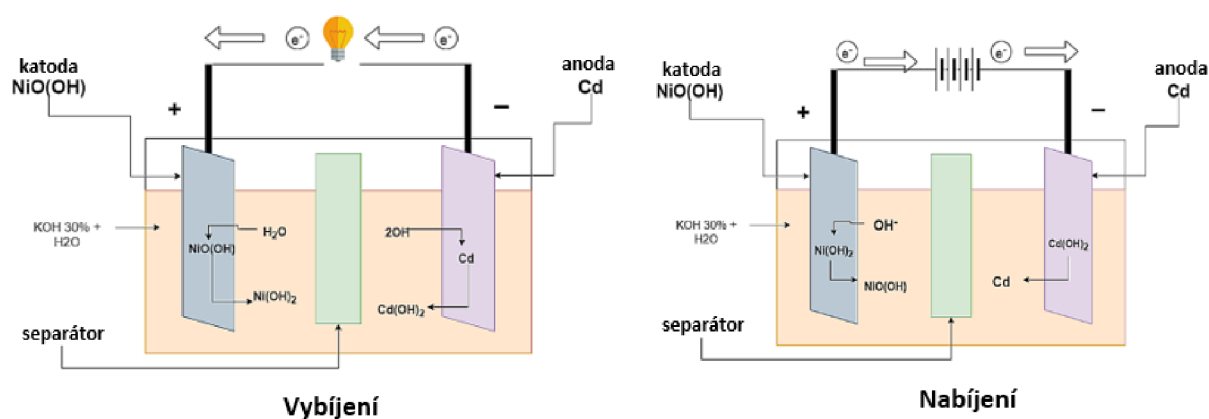 e⁻
e⁻
katoda
NiO(OH)
anoda
Cd
+
−
KOH 30% +
H2O
H₂O
NiO(OH)
Ni(OH)₂
2OH
Cd
Cd(OH)₂
separátor
Vybíjení
e⁻
e⁻
katoda
NiO(OH)
anoda
Cd
+
−
KOH 30% +
H2O
OH⁻
Ni(OH)₂
NiO(OH)
Cd(OH)₂
Cd
separátor
Nabíjení